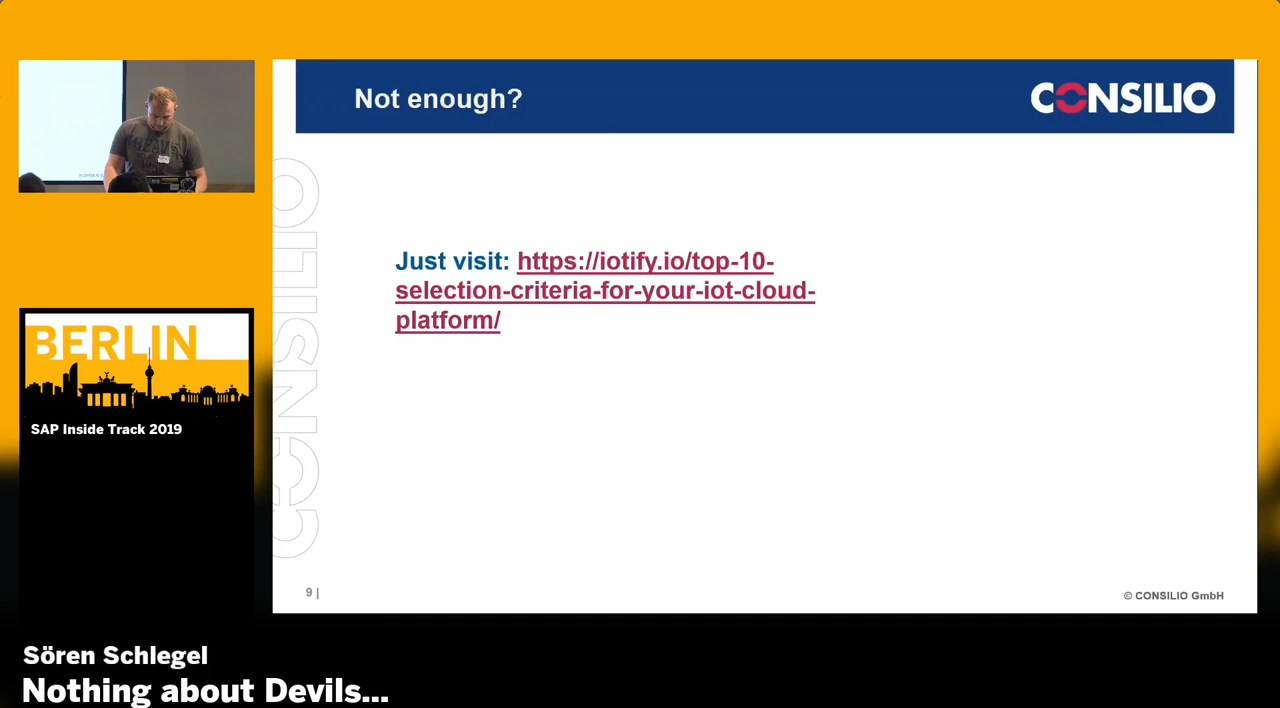 Not enough?
CONSILIO
CONSILIO
Just visit: https://iotify.io/top-10-
selection-criteria-for-your-iot-cloud-
platform/
BERLIN
SAP Inside Track 2019
9 |
© CONSILIO GmbH
Sören Schlegel
Nothing about Devils...